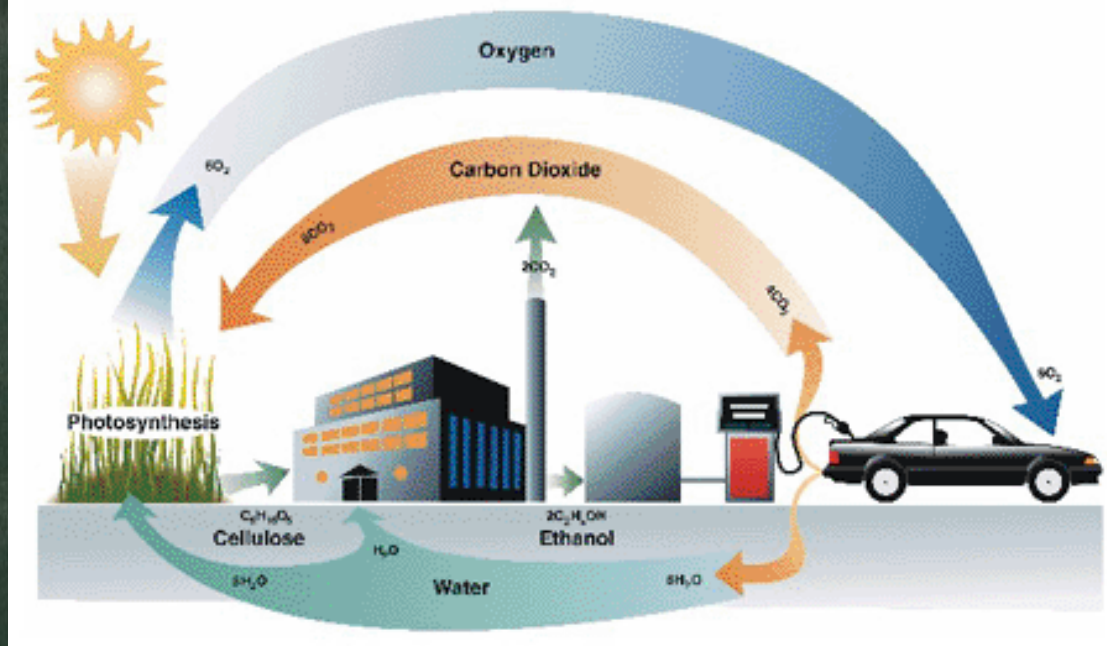 Oxygen
6O₂
Carbon Dioxide
6CO₂
2CO₂
4CO₂
6O₂
Photosynthesis
C₆H₁₀O₅
Cellulose
2C₂H₅OH
Ethanol
H₂O
5H₂O
Water
6H₂O